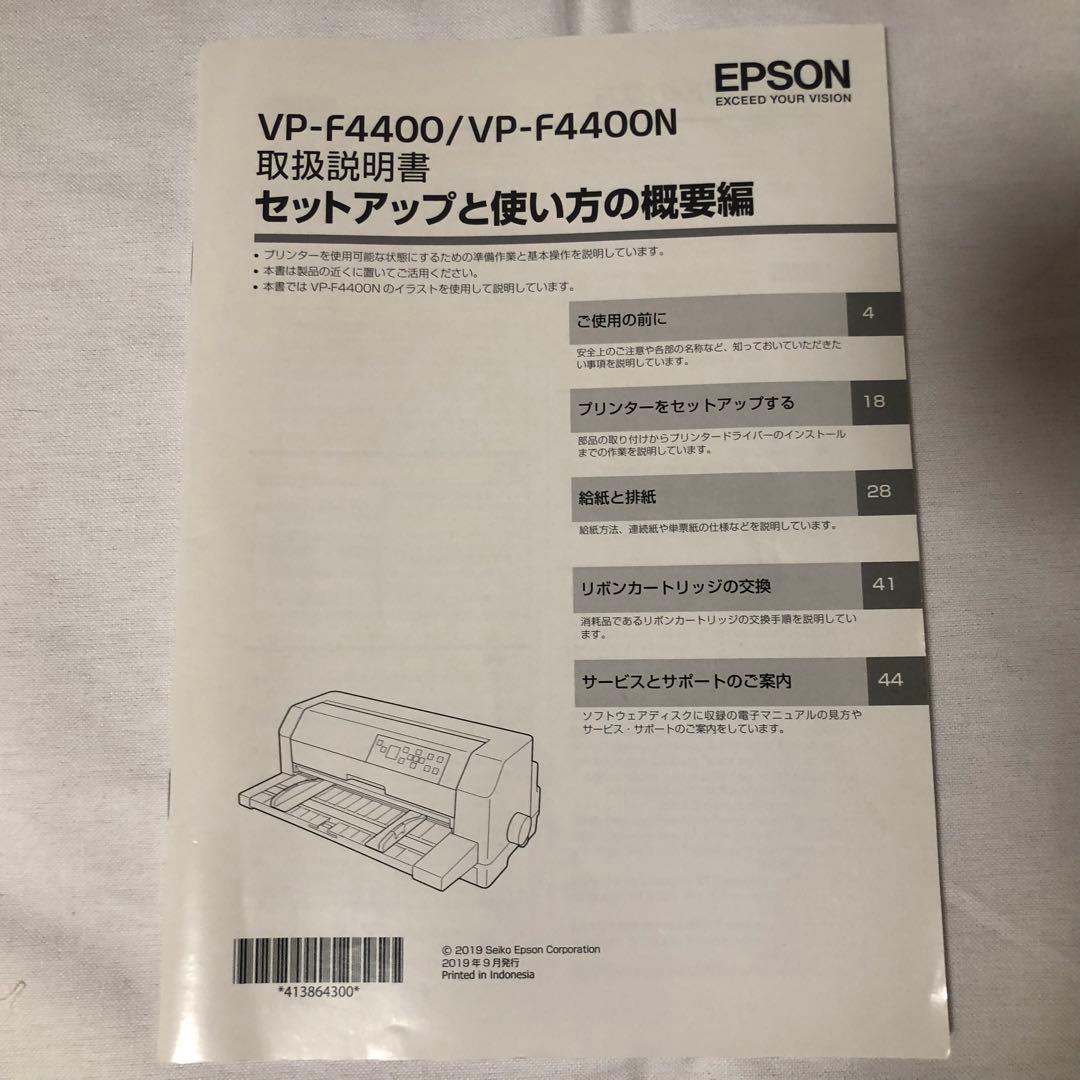 EPSON
EXCEED YOUR VISION
VP-F4400/VP-F4400N
取扱説明書
セットアップと使い方の概要編
• プリンターを使用可能な状態にするための準備作業と基本操作を説明しています。
• 本書は製品の近くに置いてご活用ください。
• 本書では VP-F4400N のイラストを使用して説明しています。
ご使用の前に 4
安全上のご注意や各部の名称など、知っておいていただきた
い事項を説明しています。
プリンターをセットアップする 18
部品の取り付けからプリンタードライバーのインストール
までの作業を説明しています。
給紙と排紙 28
給紙方法、連続紙や単票紙の仕様などを説明しています。
リボンカートリッジの交換 41
消耗品であるリボンカートリッジの交換手順を説明してい
ます。
サービスとサポートのご案内 44
ソフトウェアディスクに収録の電子マニュアルの見方や
サービス・サポートのご案内をしています。
*413864300*
© 2019 Seiko Epson Corporation
2019 年 9 月発行
Printed in Indonesia